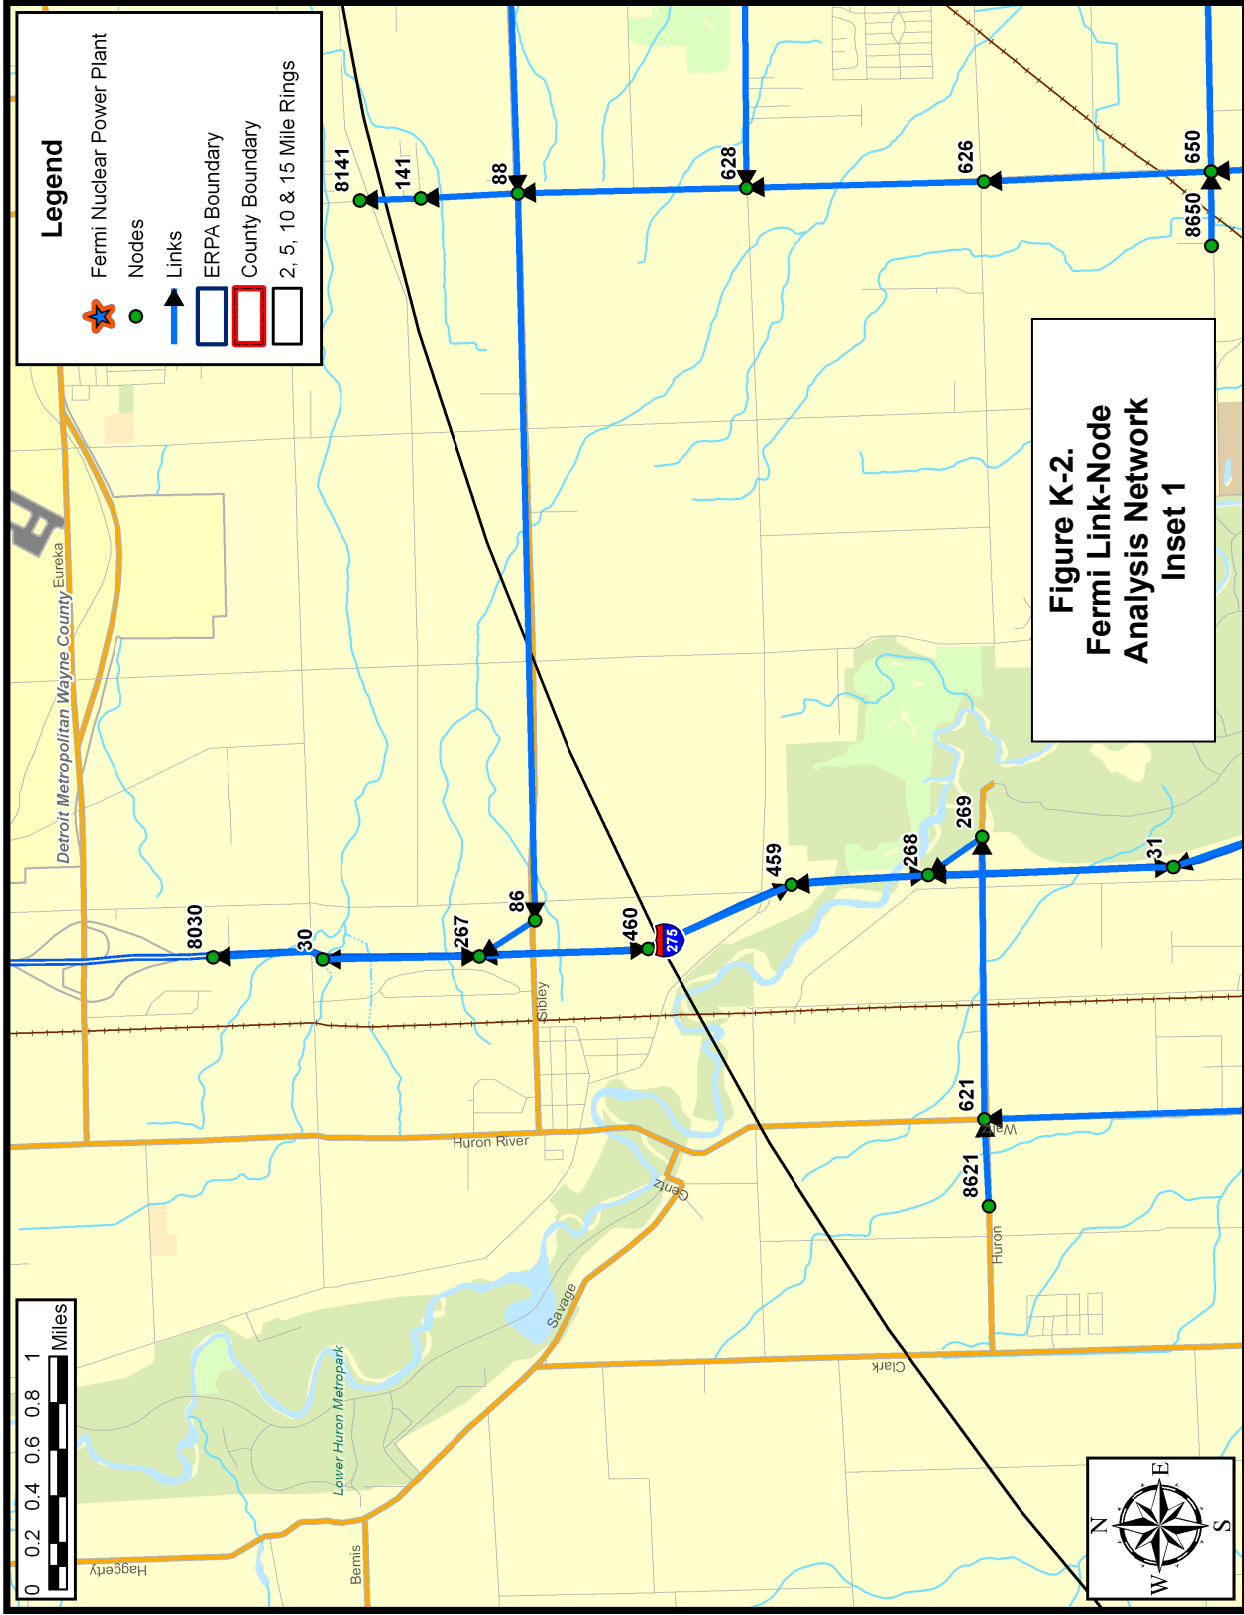 Legend
Fermi Nuclear Power Plant
Nodes
Links
ERPA Boundary
County Boundary
2, 5, 10 & 15 Mile Rings
0 0.2 0.4 0.6 0.8 1
Miles
Detroit Metropolitan Wayne County
Eureka
8141
141
88
628
626
650
8650
8030
30
267
86
460
275
459
268
269
31
621
8621
Sibley
Huron River
Gentz
Savage
Waltz
Huron
Clark
Lower Huron Metropark
Haggerty
Bemis
Figure K-2.
Fermi Link-Node
Analysis Network
Inset 1
N
W E
S